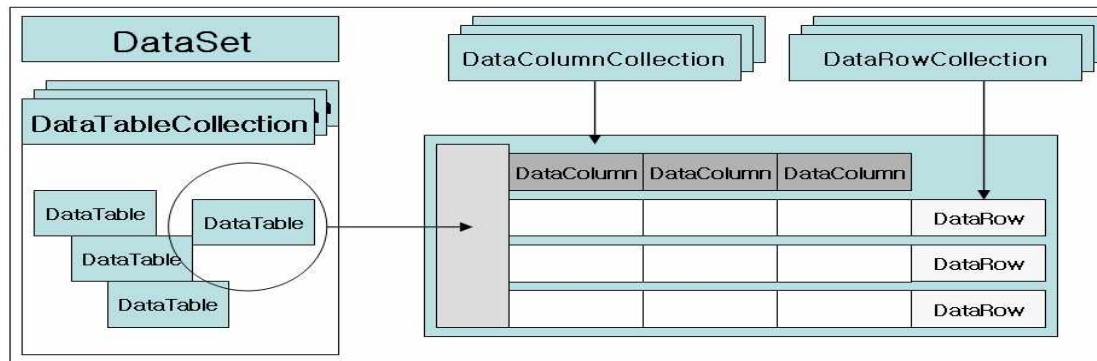 DataSet
DataTableCollection
DataTable
DataTable
DataTable
DataTable
DataColumnCollection
DataRowCollection
DataColumn DataColumn DataColumn
DataRow
DataRow
DataRow